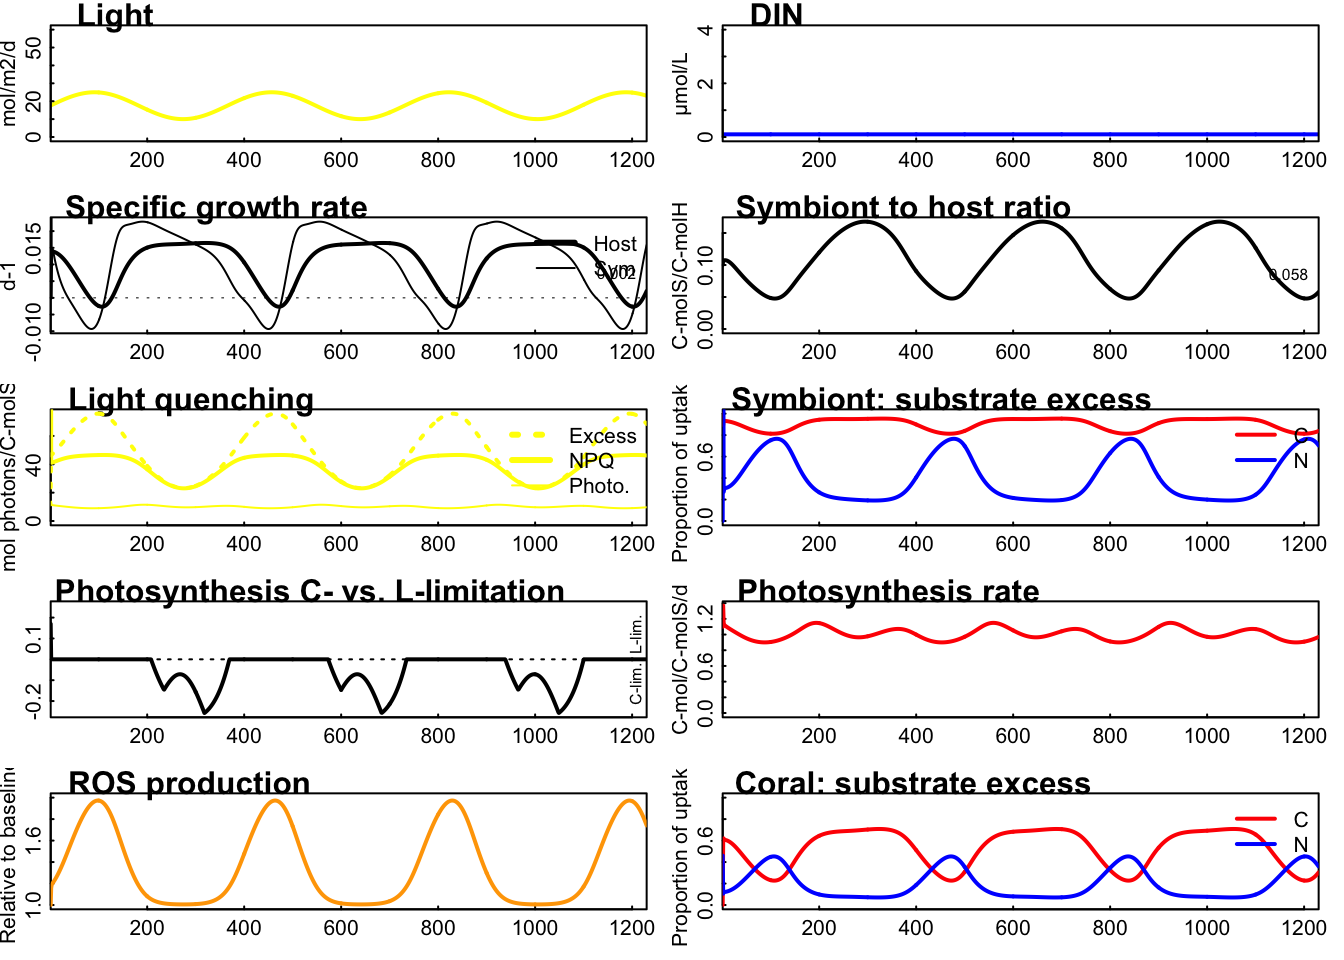 Light
mol/m2/d
0 20 50
200 400 600 800 1000 1200
DIN
µmol/L
0 2 4
200 400 600 800 1000 1200
Specific growth rate
d-1
-0.010 0.015
Host
Sym
0.002
200 400 600 800 1000 1200
Symbiont to host ratio
C-molS/C-molH
0.00 0.10
0.058
200 400 600 800 1000 1200
Light quenching
mol photons/C-molS
0 40
Excess
NPQ
Photo.
200 400 600 800 1000 1200
Symbiont: substrate excess
Proportion of uptak
0.0 0.6
C
N
200 400 600 800 1000 1200
Photosynthesis C- vs. L-limitation
-0.2 0.1
C-lim. L-lim.
200 400 600 800 1000 1200
Photosynthesis rate
C-mol/C-molS/d
0.0 0.6 1.2
200 400 600 800 1000 1200
ROS production
Relative to baseline
1.0 1.6
200 400 600 800 1000 1200
Coral: substrate excess
Proportion of uptak
0.0 0.6
C
N
200 400 600 800 1000 1200